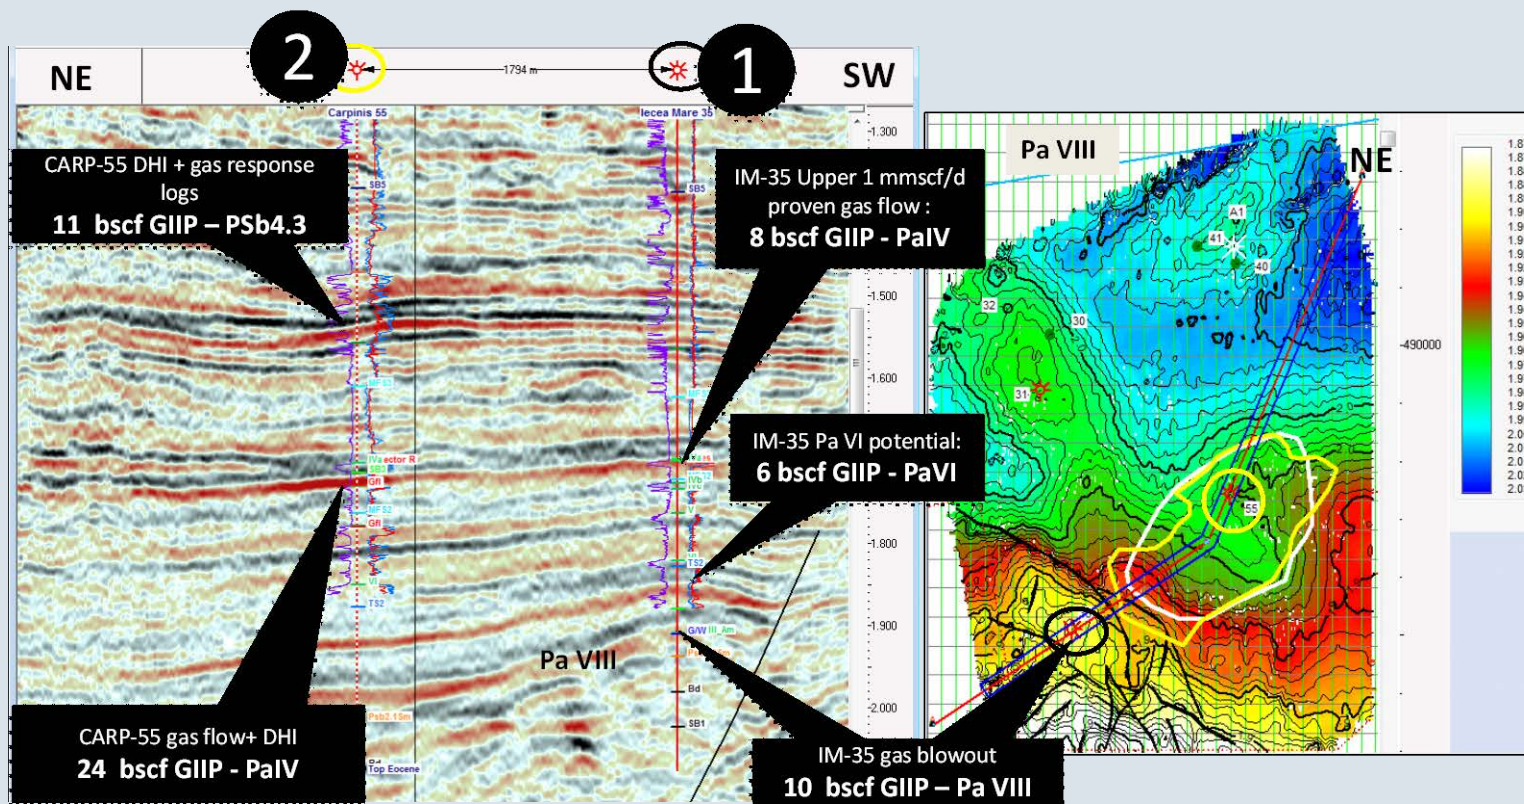 NE
2
1794 m
1
SW
Carpinis 55
Iecea Mare 35
-1.300
CARP-55 DHI + gas response
logs
11 bscf GIIP – PSb4.3
SB5
SB5
IM-35 Upper 1 mmscf/d
proven gas flow :
8 bscf GIIP - PaIV
-1.500
-1.600
IM-35 Pa VI potential:
6 bscf GIIP - PaVI
GR
MFS2
GR
IVb
V
-1.800
VI
TS2
TS2
-1.900
G/W
Pa VIII
Bd
-2.000
SB1
Psb2.15m
Top Eocene
CARP-55 gas flow+ DHI
24 bscf GIIP - PaIV
IM-35 gas blowout
10 bscf GIIP – Pa VIII
Pa VIII
NE
A1
41
40
32
30
31
55
-490000